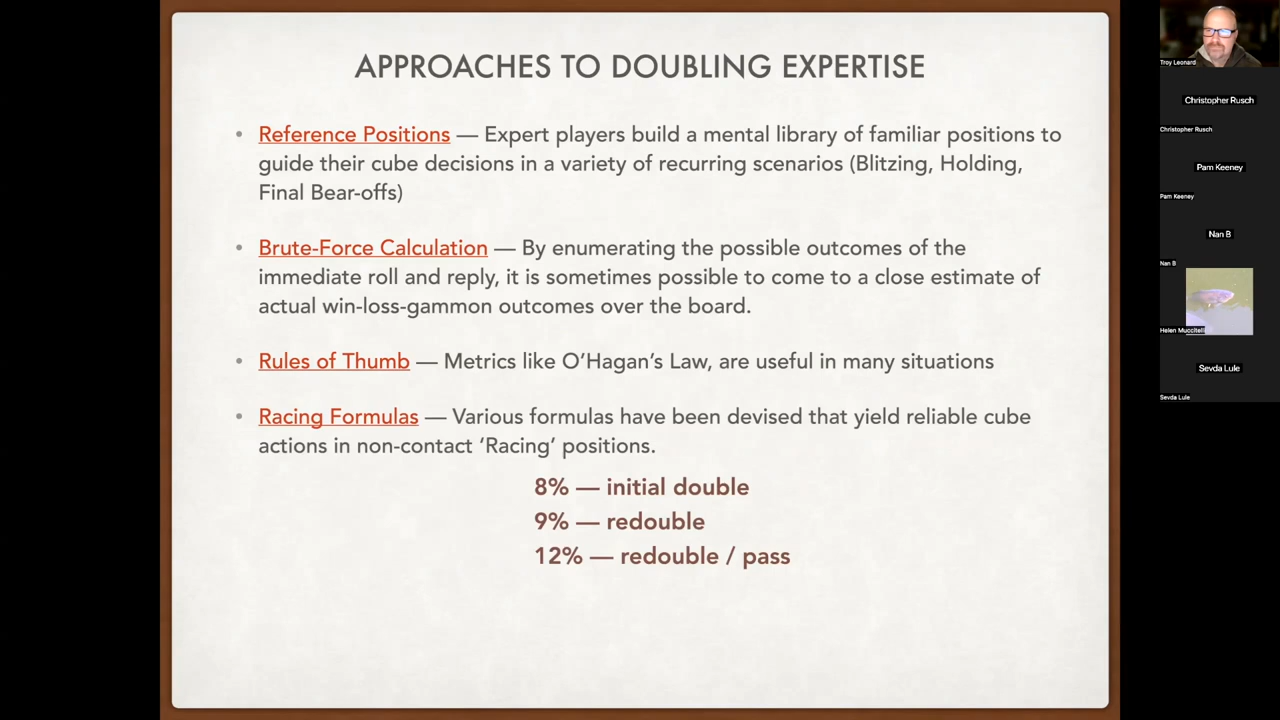 APPROACHES TO DOUBLING EXPERTISE
• Reference Positions — Expert players build a mental library of familiar positions to
guide their cube decisions in a variety of recurring scenarios (Blitzing, Holding,
Final Bear-offs)
• Brute-Force Calculation — By enumerating the possible outcomes of the
immediate roll and reply, it is sometimes possible to come to a close estimate of
actual win-loss-gammon outcomes over the board.
• Rules of Thumb — Metrics like O’Hagan’s Law, are useful in many situations
• Racing Formulas — Various formulas have been devised that yield reliable cube
actions in non-contact ‘Racing’ positions.
8% — initial double
9% — redouble
12% — redouble / pass
Troy Leonard
Christopher Rusch
Christopher Rusch
Pam Keeney
Pam Keeney
Nan B
Nan B
Helen Muccitelli
Sevda Lule
Sevda Lule